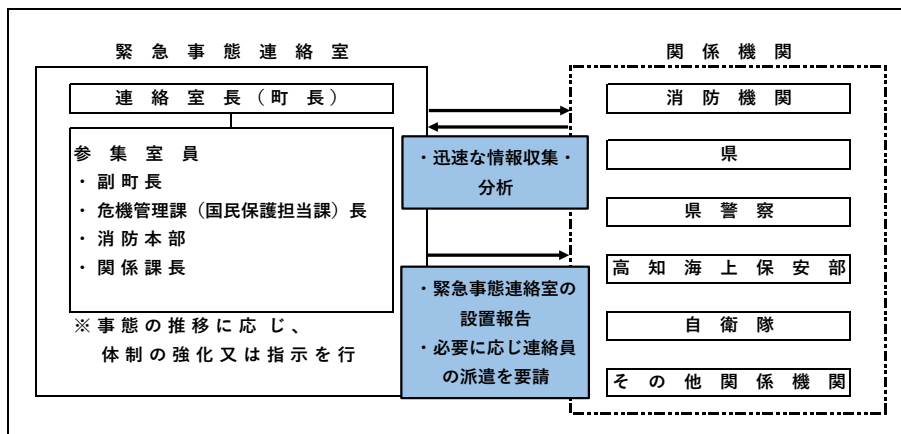 緊急事態連絡室
連絡室長(町長)
参集室員
・副町長
・危機管理課(国民保護担当課)長
・消防本部
・関係課長
※事態の推移に応じ、
体制の強化又は指示を行
・迅速な情報収集・
分析
・緊急事態連絡室の
設置報告
・必要に応じ連絡員
の派遣を要請
関係機関
消防機関
県
県警察
高知海上保安部
自衛隊
その他関係機関